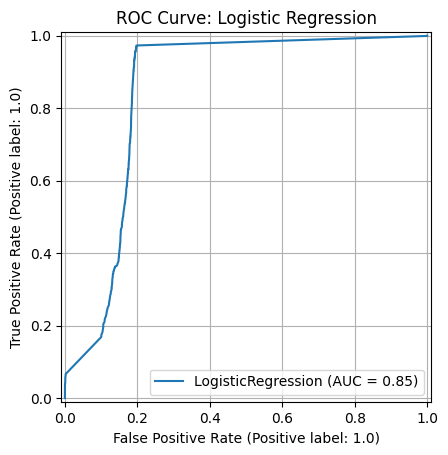 ROC Curve: Logistic Regression
True Positive Rate (Positive label: 1.0)
1.0
0.8
0.6
0.4
0.2
0.0
LogisticRegression (AUC = 0.85)
0.0 0.2 0.4 0.6 0.8 1.0
False Positive Rate (Positive label: 1.0)